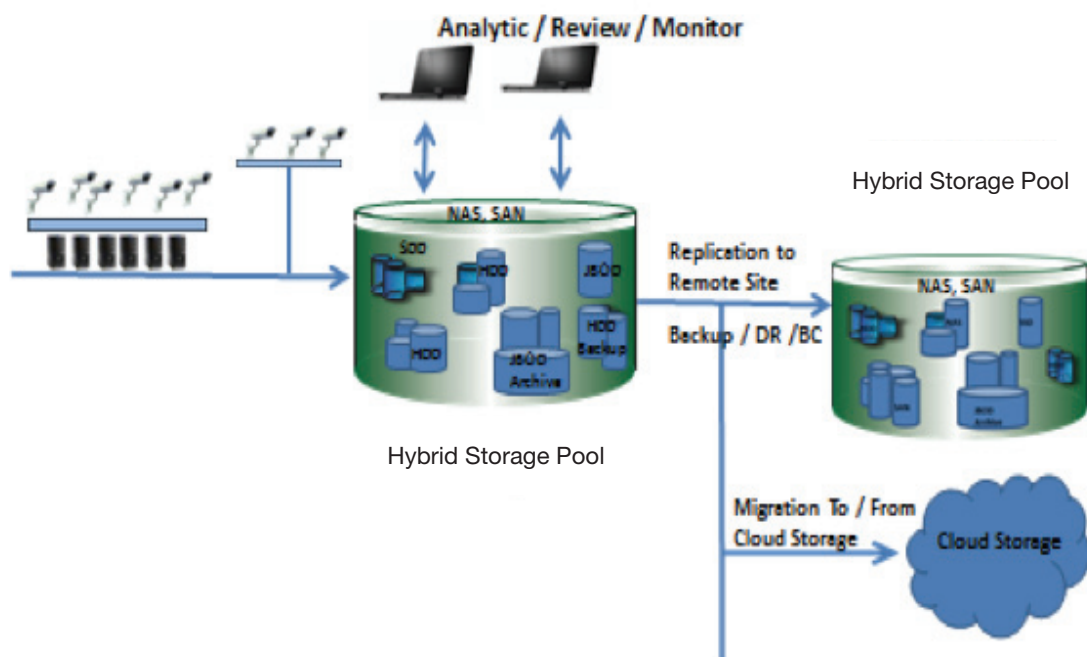 Analytic / Review / Monitor
Hybrid Storage Pool
NAS, SAN
HDD
JBOD
HDD
HDD
Backup
JBOD
Archive
Replication to
Remote Site
Backup / DR /BC
NAS, SAN
Hybrid Storage Pool
Migration To / From
Cloud Storage
Cloud Storage